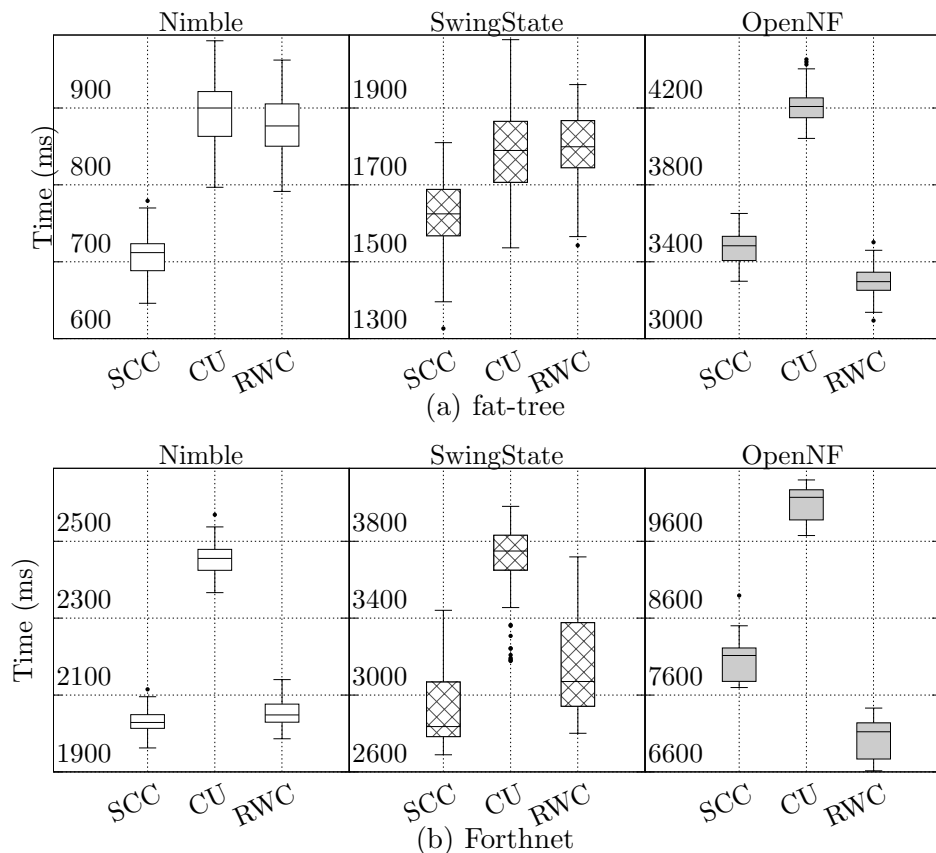 Nimble SwingState OpenNF
Time (ms)
900 1900 4200
800 1700 3800
700 1500 3400
600 1300 3000
SCC CU RWC SCC CU RWC SCC CU RWC
(a) fat-tree
Nimble SwingState OpenNF
Time (ms)
2500 3800 9600
2300 3400 8600
2100 3000 7600
1900 2600 6600
SCC CU RWC SCC CU RWC SCC CU RWC
(b) Forthnet